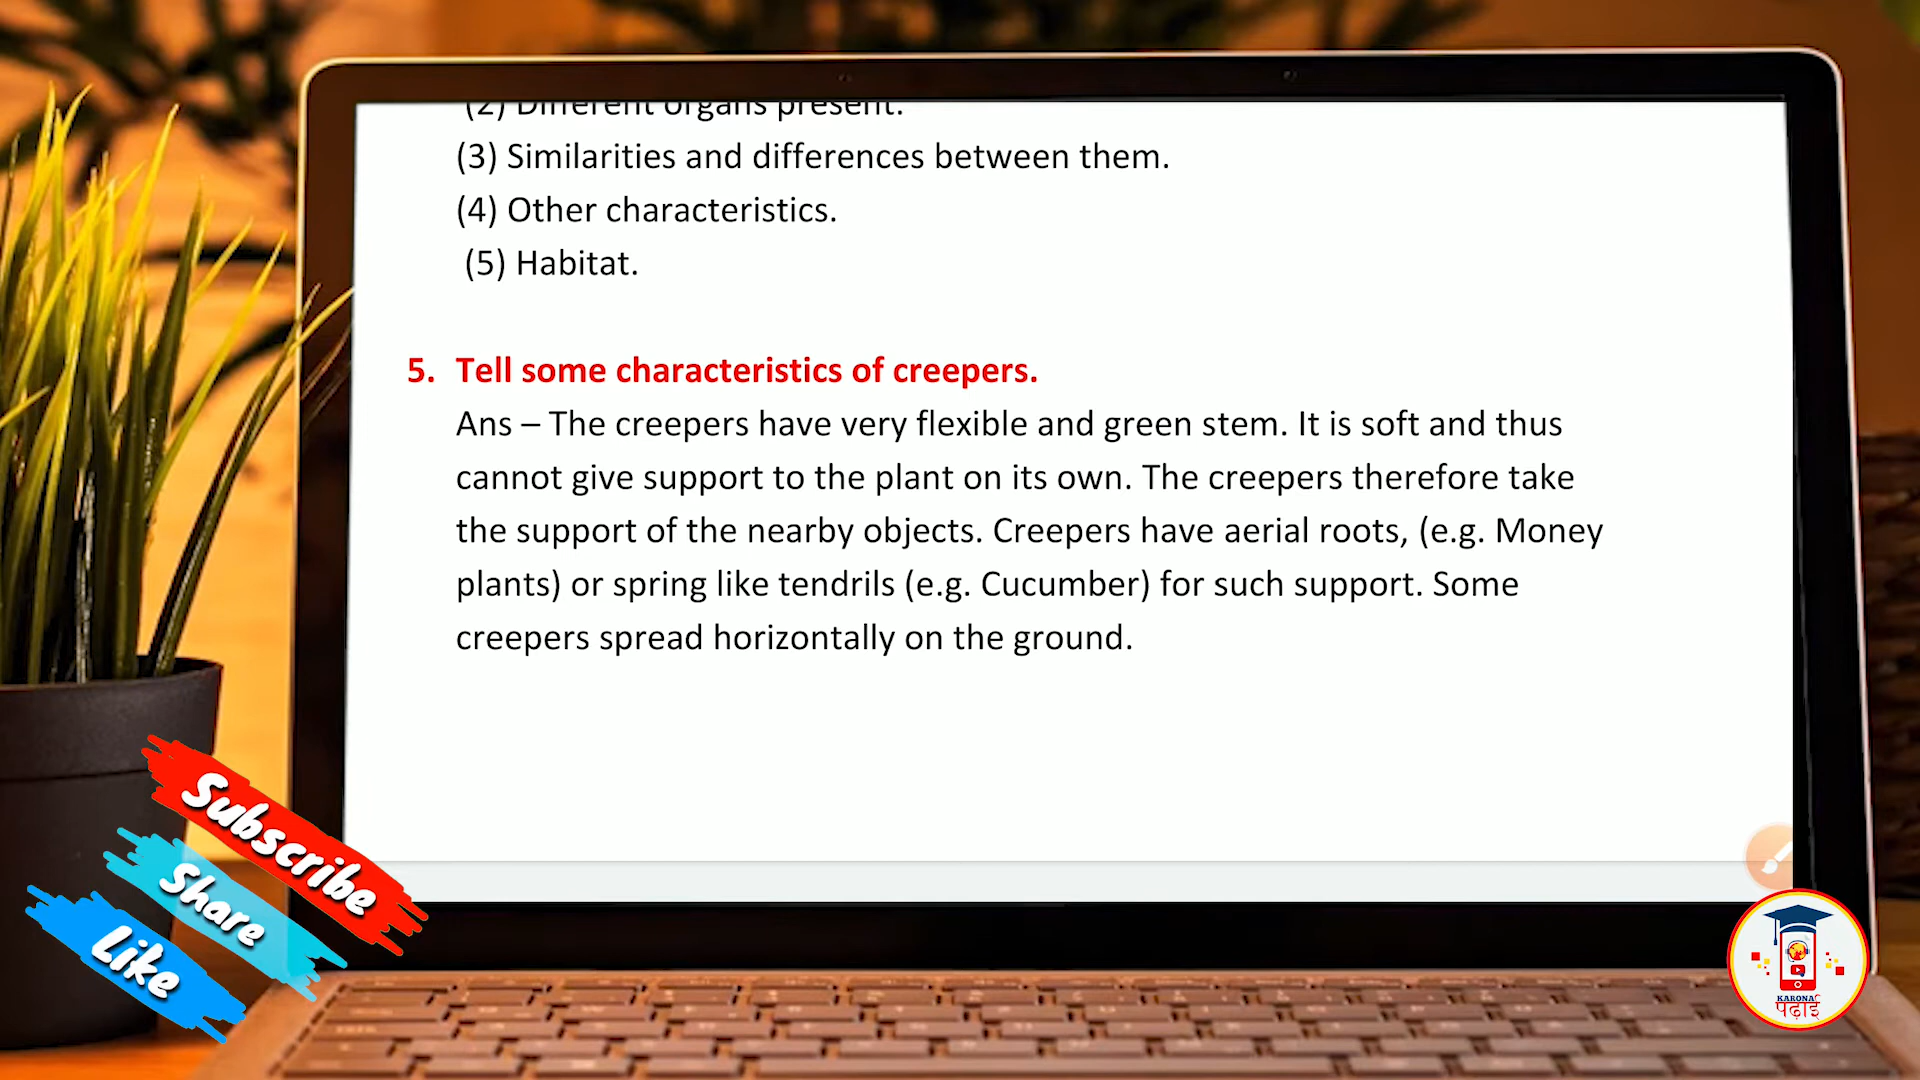 (2) Different organs present.
(3) Similarities and differences between them.
(4) Other characteristics.
(5) Habitat.
5. Tell some characteristics of creepers.
Ans – The creepers have very flexible and green stem. It is soft and thus
cannot give support to the plant on its own. The creepers therefore take
the support of the nearby objects. Creepers have aerial roots, (e.g. Money
plants) or spring like tendrils (e.g. Cucumber) for such support. Some
creepers spread horizontally on the ground.
Subscribe
Share
Like
KARONA
पढ़ाई